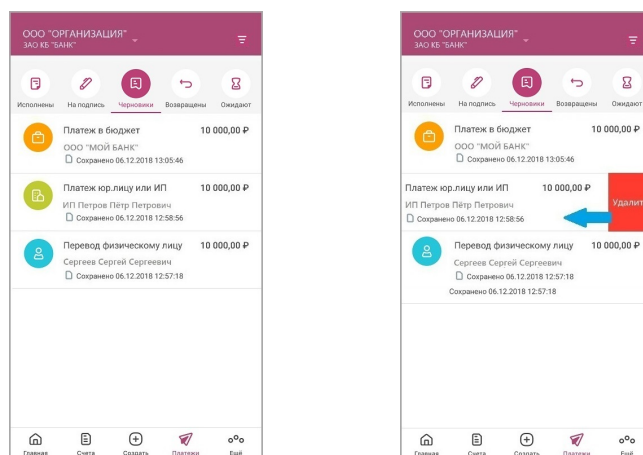 ООО "ОРГАНИЗАЦИЯ"
ЗАО КБ "БАНК"
Исполнены На подпись Черновики Возвращены Ожидают
Платеж в бюджет 10 000,00 ₽
ООО "МОЙ БАНК"
Сохранено 06.12.2018 13:05:46
Платеж юр.лицу или ИП 10 000,00 ₽
ИП Петров Пётр Петрович
Сохранено 06.12.2018 12:58:56
Перевод физическому лицу 10 000,00 ₽
Сергеев Сергей Сергеевич
Сохранено 06.12.2018 12:57:18
Главная Счета Создать Платежи Ещё
ООО "ОРГАНИЗАЦИЯ"
ЗАО КБ "БАНК"
Исполнены На подпись Черновики Возвращены Ожидают
Платеж в бюджет 10 000,00 ₽
ООО "МОЙ БАНК"
Сохранено 06.12.2018 13:05:46
Платеж юр.лицу или ИП 10 000,00 ₽
ИП Петров Пётр Петрович
Удалит
Сохранено 06.12.2018 12:58:56
Перевод физическому лицу 10 000,00 ₽
Сергеев Сергей Сергеевич
Сохранено 06.12.2018 12:57:18
Сохранено 06.12.2018 12:57:18
Главная Счета Создать Платежи Ещё